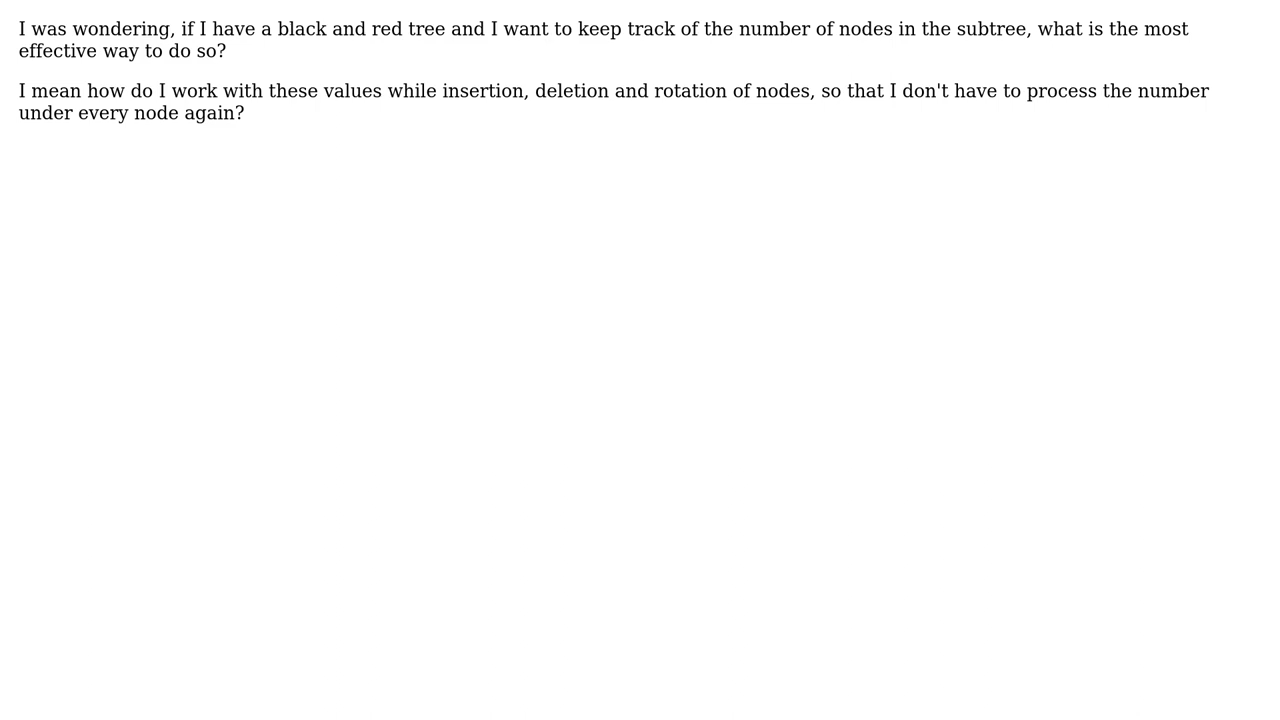 I was wondering, if I have a black and red tree and I want to keep track of the number of nodes in the subtree, what is the most
effective way to do so?
I mean how do I work with these values while insertion, deletion and rotation of nodes, so that I don't have to process the number
under every node again?